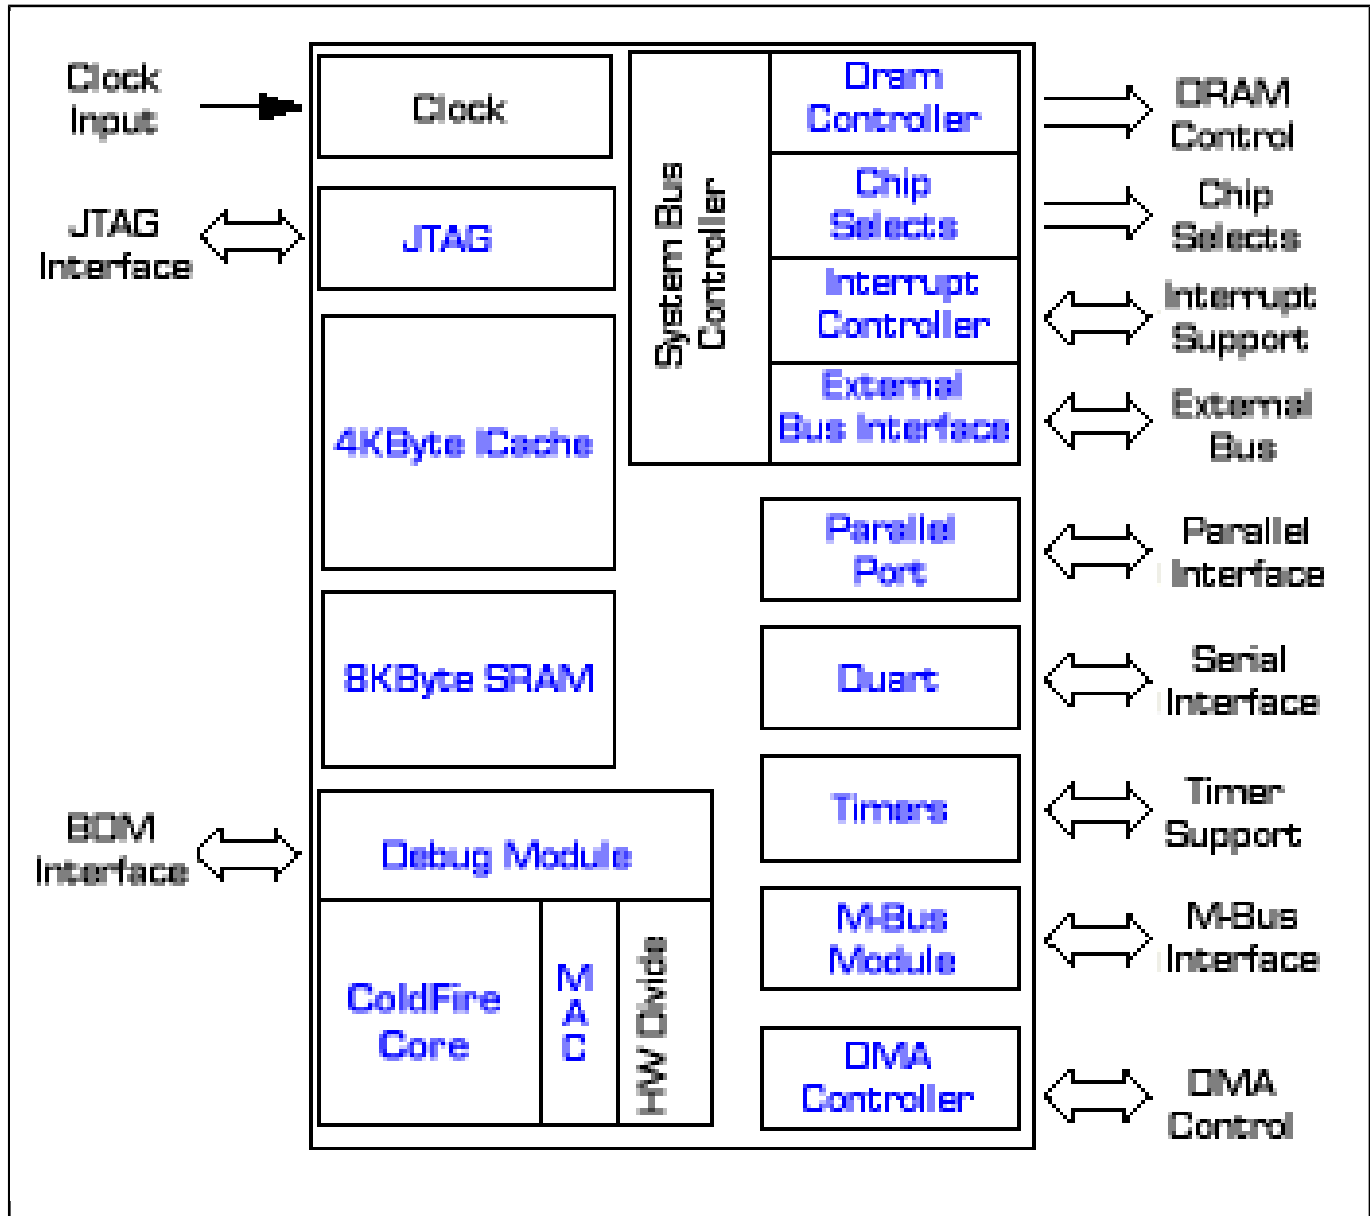 Clock
Input
Clock
JTAG
Interface
JTAG
4KByte ICache
8KByte SRAM
BDM
Interface
Debug Module
ColdFire
Core
MAC
HW Divide
System Bus
Controller
Dram
Controller
Chip
Selects
Interrupt
Controller
External
Bus Interface
Parallel
Port
Duart
Timers
M-Bus
Module
DMA
Controller
DRAM
Control
Chip
Selects
Interrupt
Support
External
Bus
Parallel
Interface
Serial
Interface
Timer
Support
M-Bus
Interface
DMA
Control